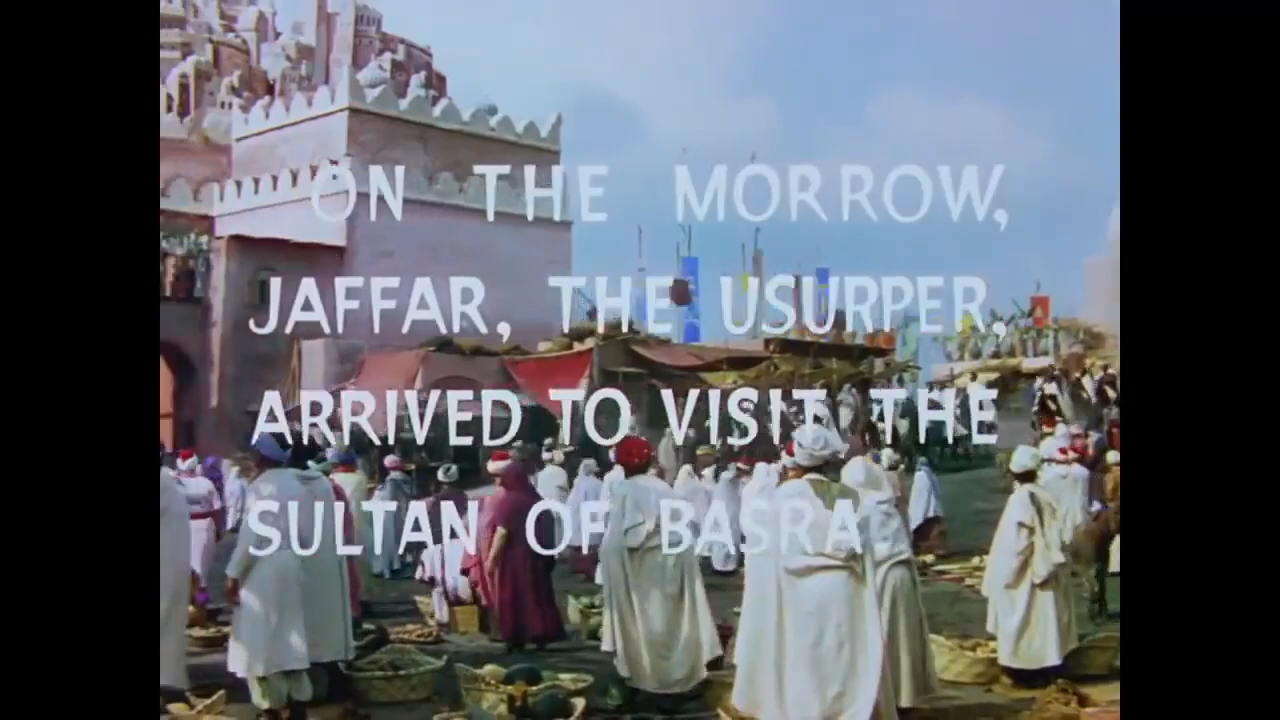 ON THE MORROW,
JAFFAR, THE USURPER,
ARRIVED TO VISIT THE
SULTAN OF BASRA